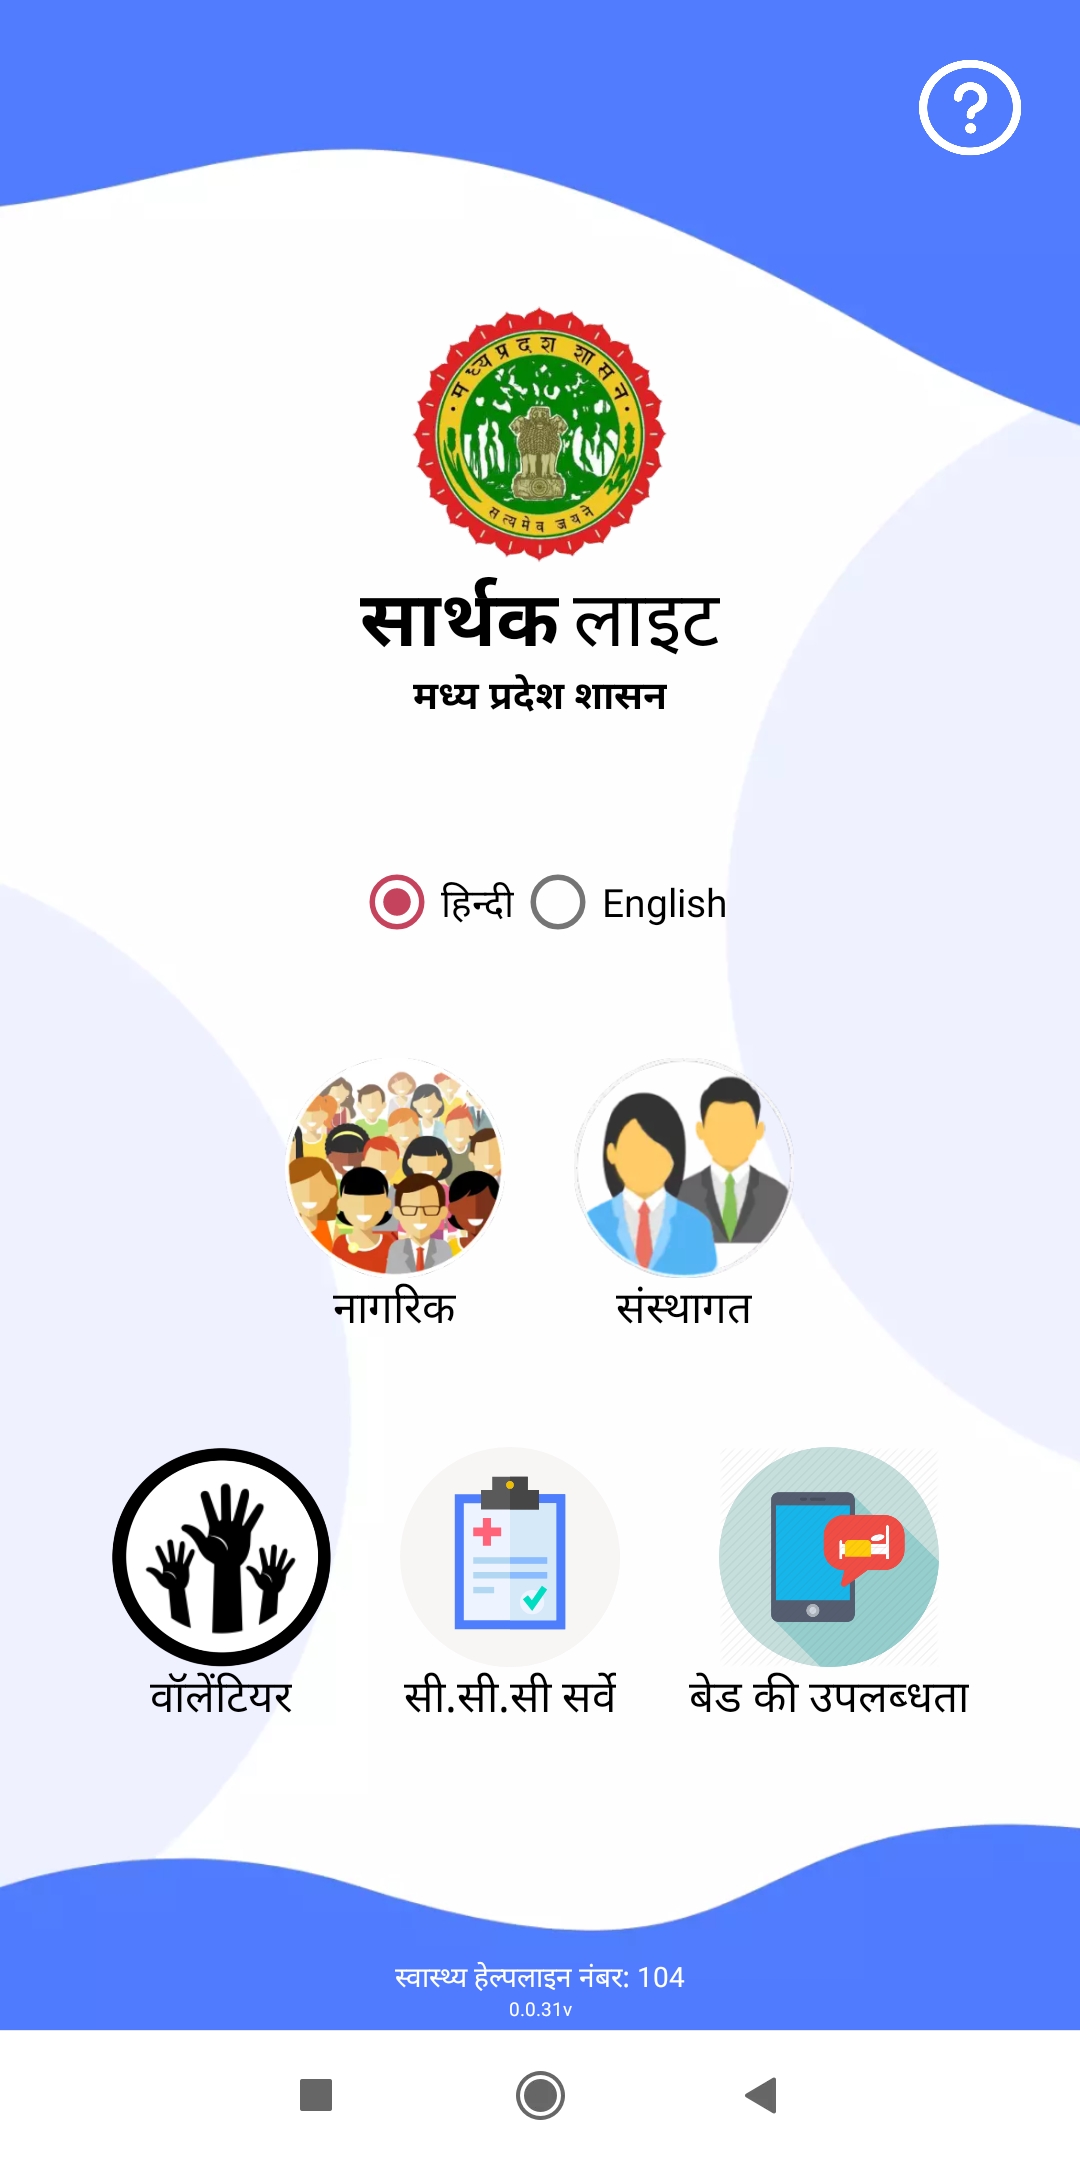 ?
मध्यप्रदेश शासन
सत्यमेव जयते
सार्थक लाइट
मध्य प्रदेश शासन
हिन्दी English
नागरिक संस्थागत
वॉलेंटियर सी.सी.सी सर्वे बेड की उपलब्धता
स्वास्थ्य हेल्पलाइन नंबर: 104
0.0.31v